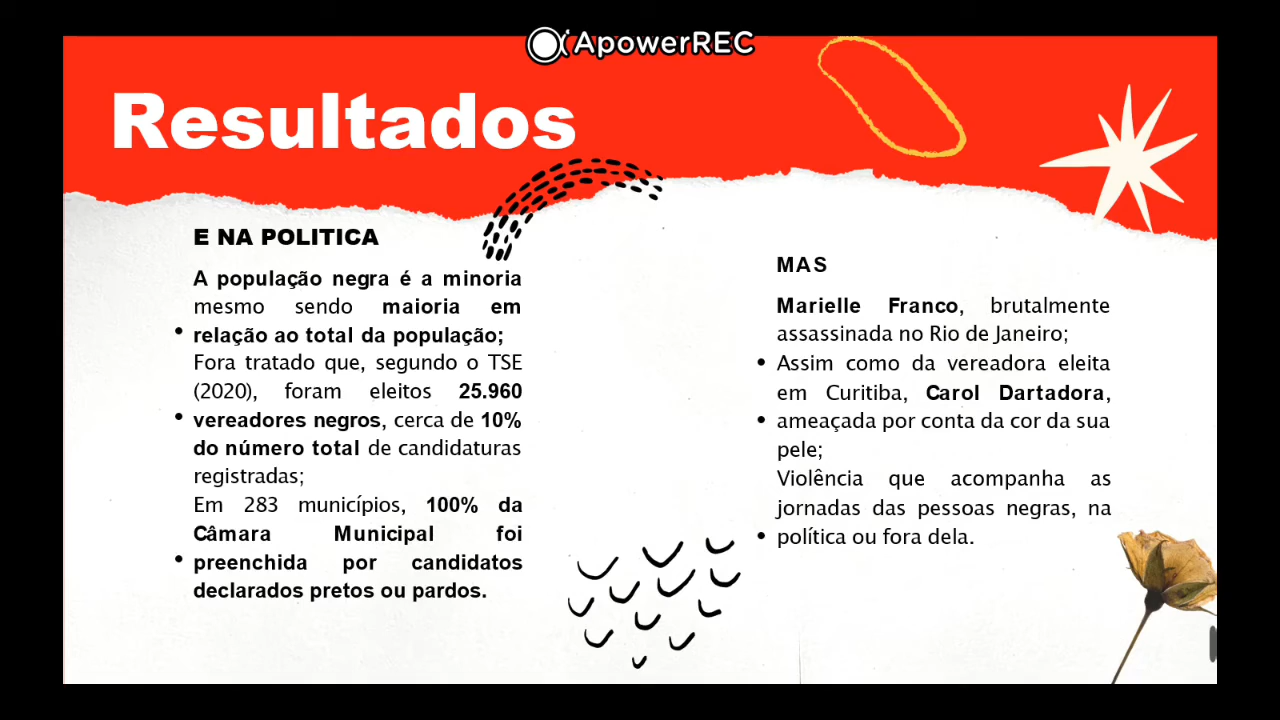 ApowerREC
Resultados
E NA POLITICA
A população negra é a minoria
mesmo sendo maioria em
• relação ao total da população;
Fora tratado que, segundo o TSE
(2020), foram eleitos 25.960
• vereadores negros, cerca de 10%
do número total de candidaturas
registradas;
Em 283 municípios, 100% da
Câmara Municipal foi
• preenchida por candidatos
declarados pretos ou pardos.
MAS
Marielle Franco, brutalmente
assassinada no Rio de Janeiro;
• Assim como da vereadora eleita
em Curitiba, Carol Dartadora,
• ameaçada por conta da cor da sua
pele;
Violência que acompanha as
jornadas das pessoas negras, na
• política ou fora dela.